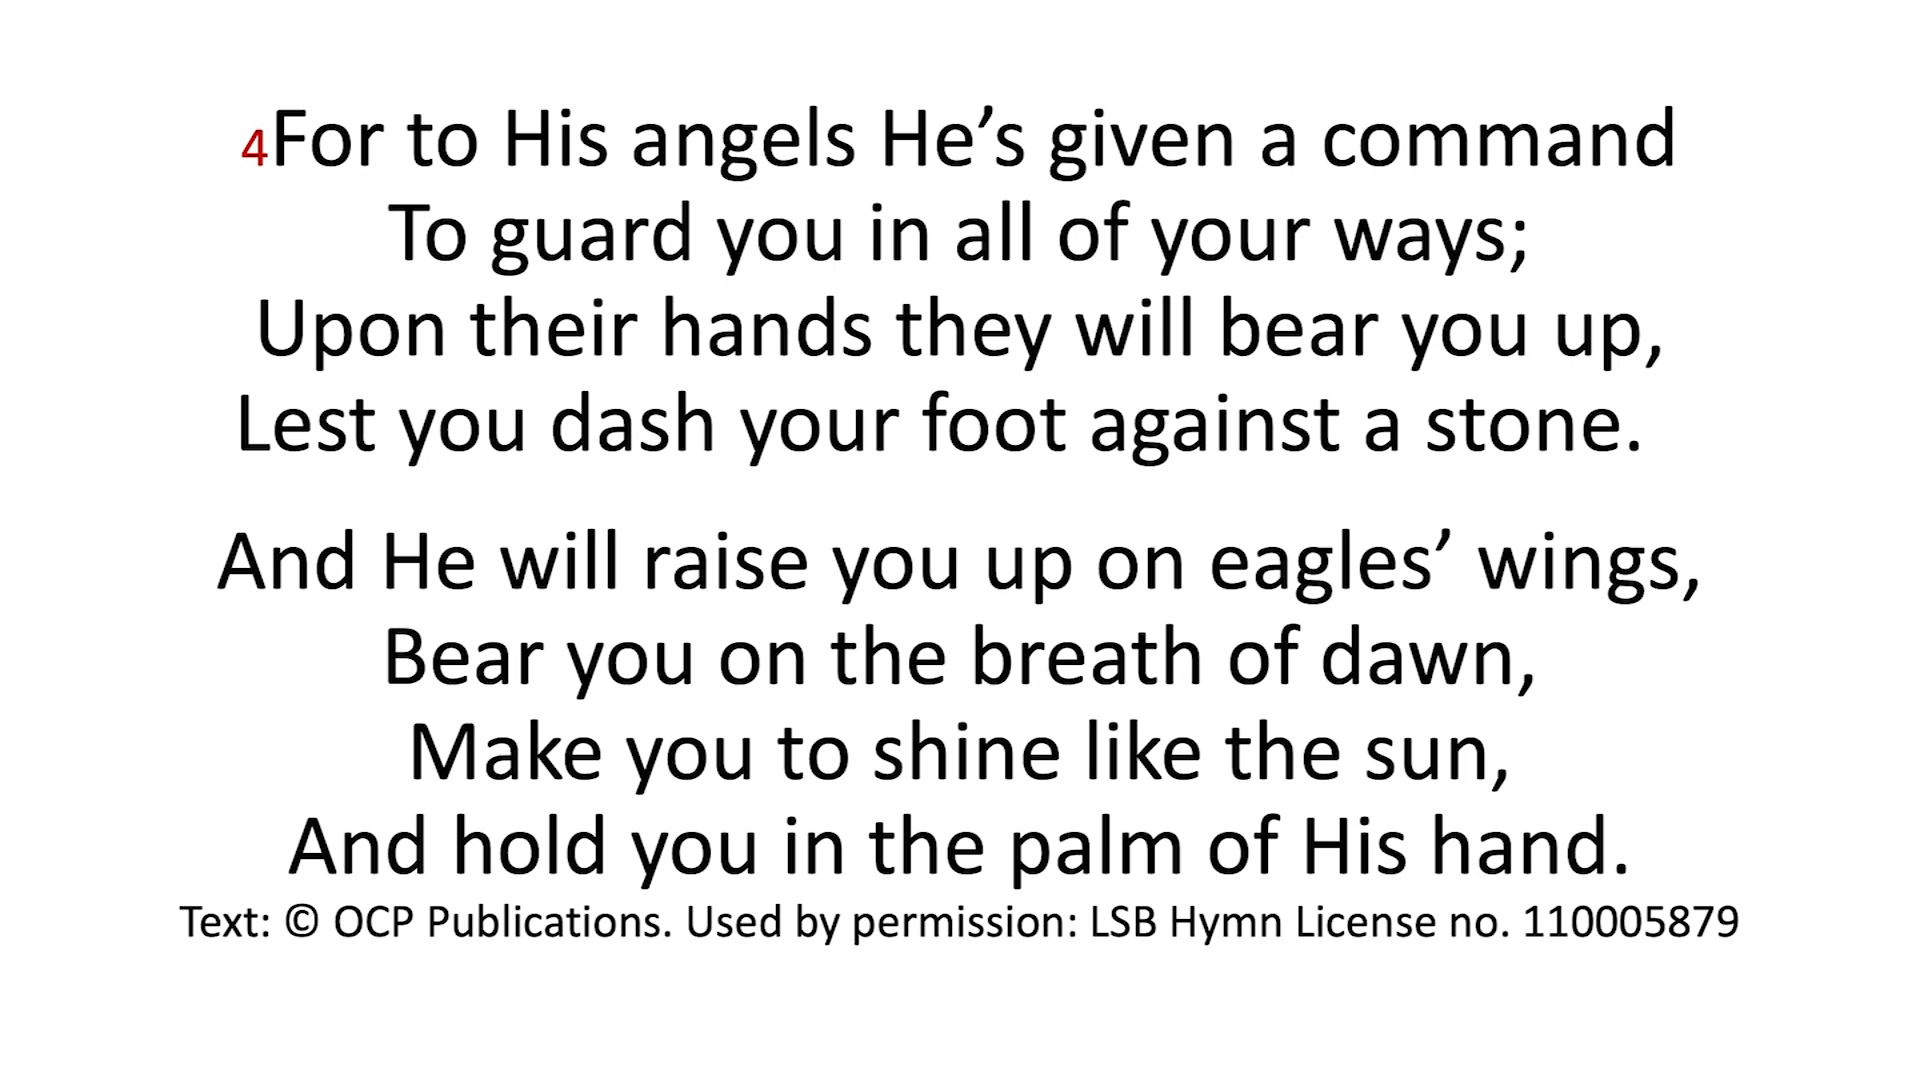 4For to His angels He’s given a command
To guard you in all of your ways;
Upon their hands they will bear you up,
Lest you dash your foot against a stone.
And He will raise you up on eagles’ wings,
Bear you on the breath of dawn,
Make you to shine like the sun,
And hold you in the palm of His hand.
Text: © OCP Publications. Used by permission: LSB Hymn License no. 110005879